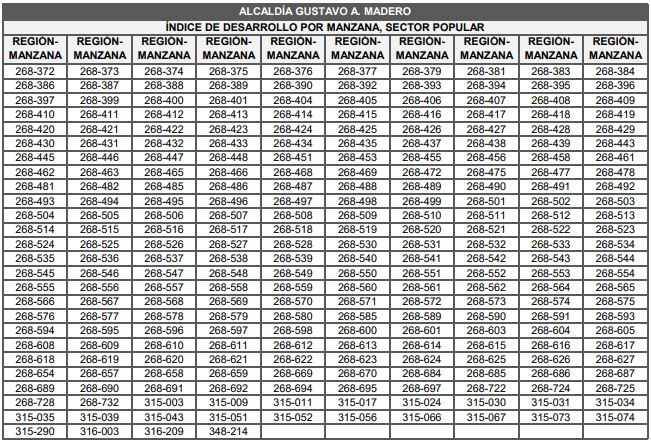 ALCALDÍA GUSTAVO A. MADERO
ÍNDICE DE DESARROLLO POR MANZANA, SECTOR POPULAR
REGIÓN-MANZANA REGIÓN-MANZANA REGIÓN-MANZANA REGIÓN-MANZANA REGIÓN-MANZANA REGIÓN-MANZANA REGIÓN-MANZANA REGIÓN-MANZANA REGIÓN-MANZANA REGIÓN-MANZANA
268-372 268-373 268-374 268-375 268-376 268-377 268-379 268-381 268-383 268-384
268-386 268-387 268-388 268-389 268-390 268-392 268-393 268-394 268-395 268-396
268-397 268-399 268-400 268-401 268-404 268-405 268-406 268-407 268-408 268-409
268-410 268-411 268-412 268-413 268-414 268-415 268-416 268-417 268-418 268-419
268-420 268-421 268-422 268-423 268-424 268-425 268-426 268-427 268-428 268-429
268-430 268-431 268-432 268-433 268-434 268-435 268-437 268-438 268-439 268-443
268-445 268-446 268-447 268-448 268-451 268-453 268-455 268-456 268-458 268-461
268-462 268-463 268-465 268-466 268-468 268-469 268-472 268-475 268-477 268-478
268-481 268-482 268-485 268-486 268-487 268-488 268-489 268-490 268-491 268-492
268-493 268-494 268-495 268-496 268-497 268-498 268-499 268-501 268-502 268-503
268-504 268-505 268-506 268-507 268-508 268-509 268-510 268-511 268-512 268-513
268-514 268-515 268-516 268-517 268-518 268-519 268-520 268-521 268-522 268-523
268-524 268-525 268-526 268-527 268-528 268-530 268-531 268-532 268-533 268-534
268-535 268-536 268-537 268-538 268-539 268-540 268-541 268-542 268-543 268-544
268-545 268-546 268-547 268-548 268-549 268-550 268-551 268-552 268-553 268-554
268-555 268-556 268-557 268-558 268-559 268-560 268-561 268-562 268-564 268-565
268-566 268-567 268-568 268-569 268-570 268-571 268-572 268-573 268-574 268-575
268-576 268-577 268-578 268-579 268-580 268-585 268-589 268-590 268-591 268-593
268-594 268-595 268-596 268-597 268-598 268-600 268-601 268-603 268-604 268-605
268-608 268-609 268-610 268-611 268-612 268-613 268-614 268-615 268-616 268-617
268-618 268-619 268-620 268-621 268-622 268-623 268-624 268-625 268-626 268-627
268-654 268-657 268-658 268-659 268-669 268-670 268-684 268-685 268-686 268-687
268-689 268-690 268-691 268-692 268-694 268-695 268-697 268-722 268-724 268-725
268-728 268-732 315-003 315-009 315-011 315-017 315-024 315-030 315-031 315-034
315-035 315-039 315-043 315-051 315-052 315-056 315-066 315-067 315-073 315-074
315-290 316-003 316-209 348-214